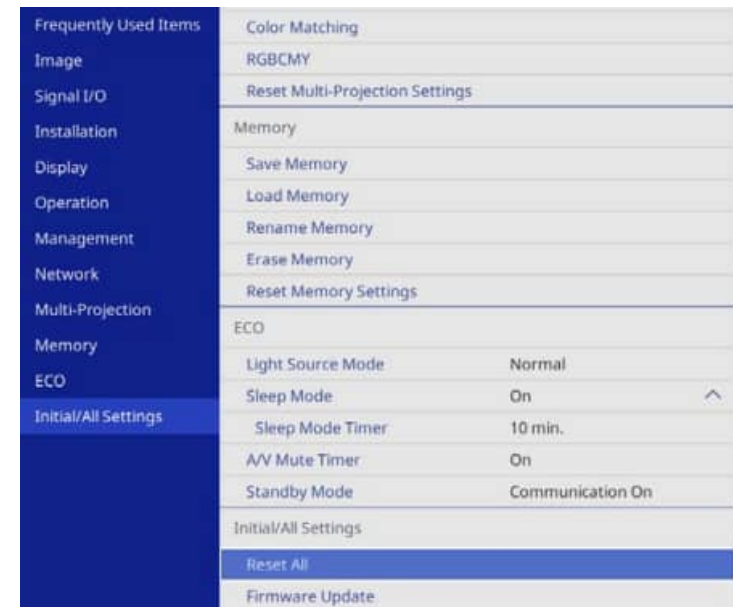 Frequently Used Items
Image
Signal I/O
Installation
Display
Operation
Management
Network
Multi-Projection
Memory
ECO
Initial/All Settings
Color Matching
RGBCMY
Reset Multi-Projection Settings
Memory
Save Memory
Load Memory
Rename Memory
Erase Memory
Reset Memory Settings
ECO
Light Source Mode Normal
Sleep Mode On
Sleep Mode Timer 10 min.
A/V Mute Timer On
Standby Mode Communication On
Initial/All Settings
Reset All
Firmware Update